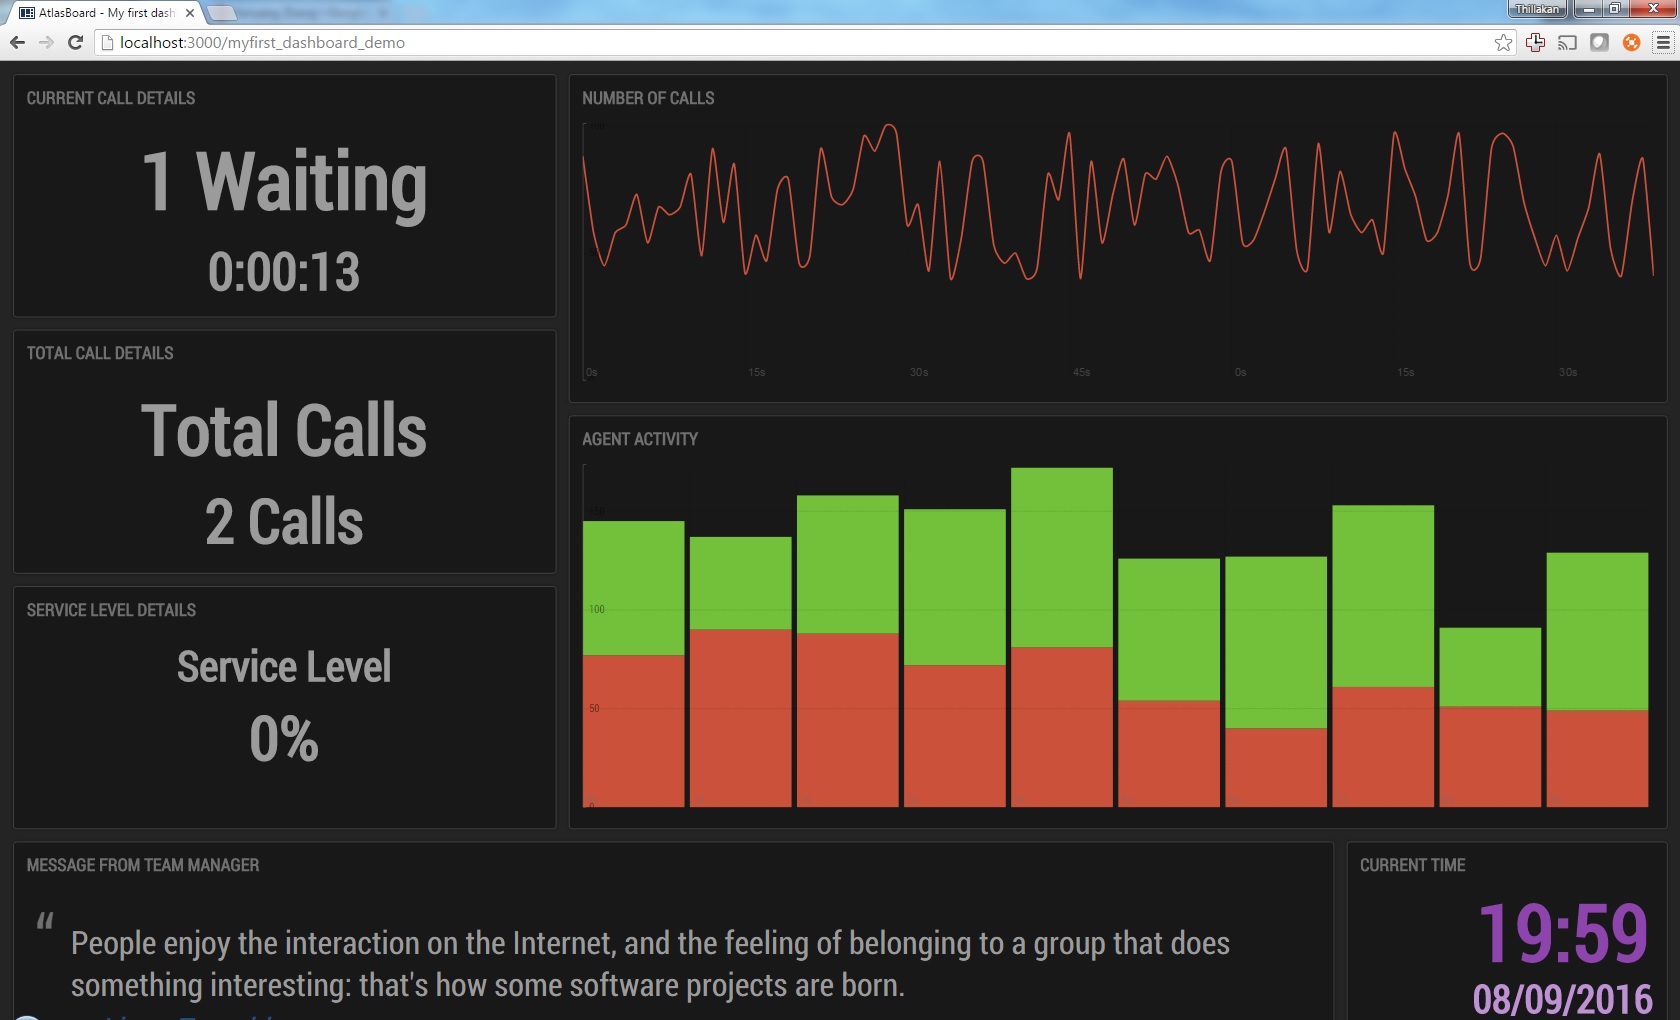 AtlasBoard - My first dash
Thillakan
localhost:3000/myfirst_dashboard_demo
CURRENT CALL DETAILS
1 Waiting
0:00:13
NUMBER OF CALLS
100
0s 15s 30s 45s 0s 15s 30s
TOTAL CALL DETAILS
Total Calls
2 Calls
AGENT ACTIVITY
150
100
50
0
SERVICE LEVEL DETAILS
Service Level
0%
MESSAGE FROM TEAM MANAGER
“
People enjoy the interaction on the Internet, and the feeling of belonging to a group that does
something interesting: that's how some software projects are born.
CURRENT TIME
19:59
08/09/2016